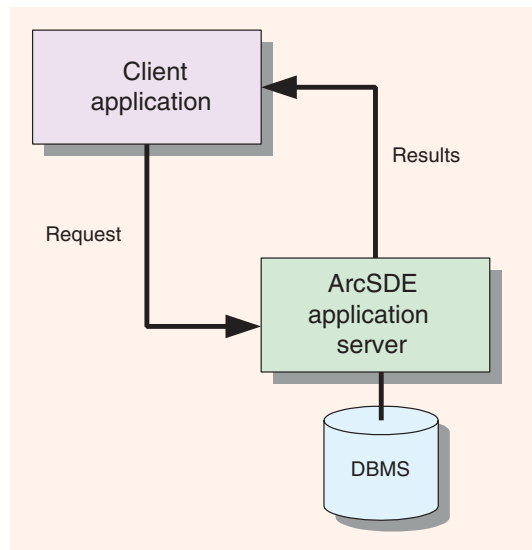 Client
application
Results
Request
ArcSDE
application
server
DBMS